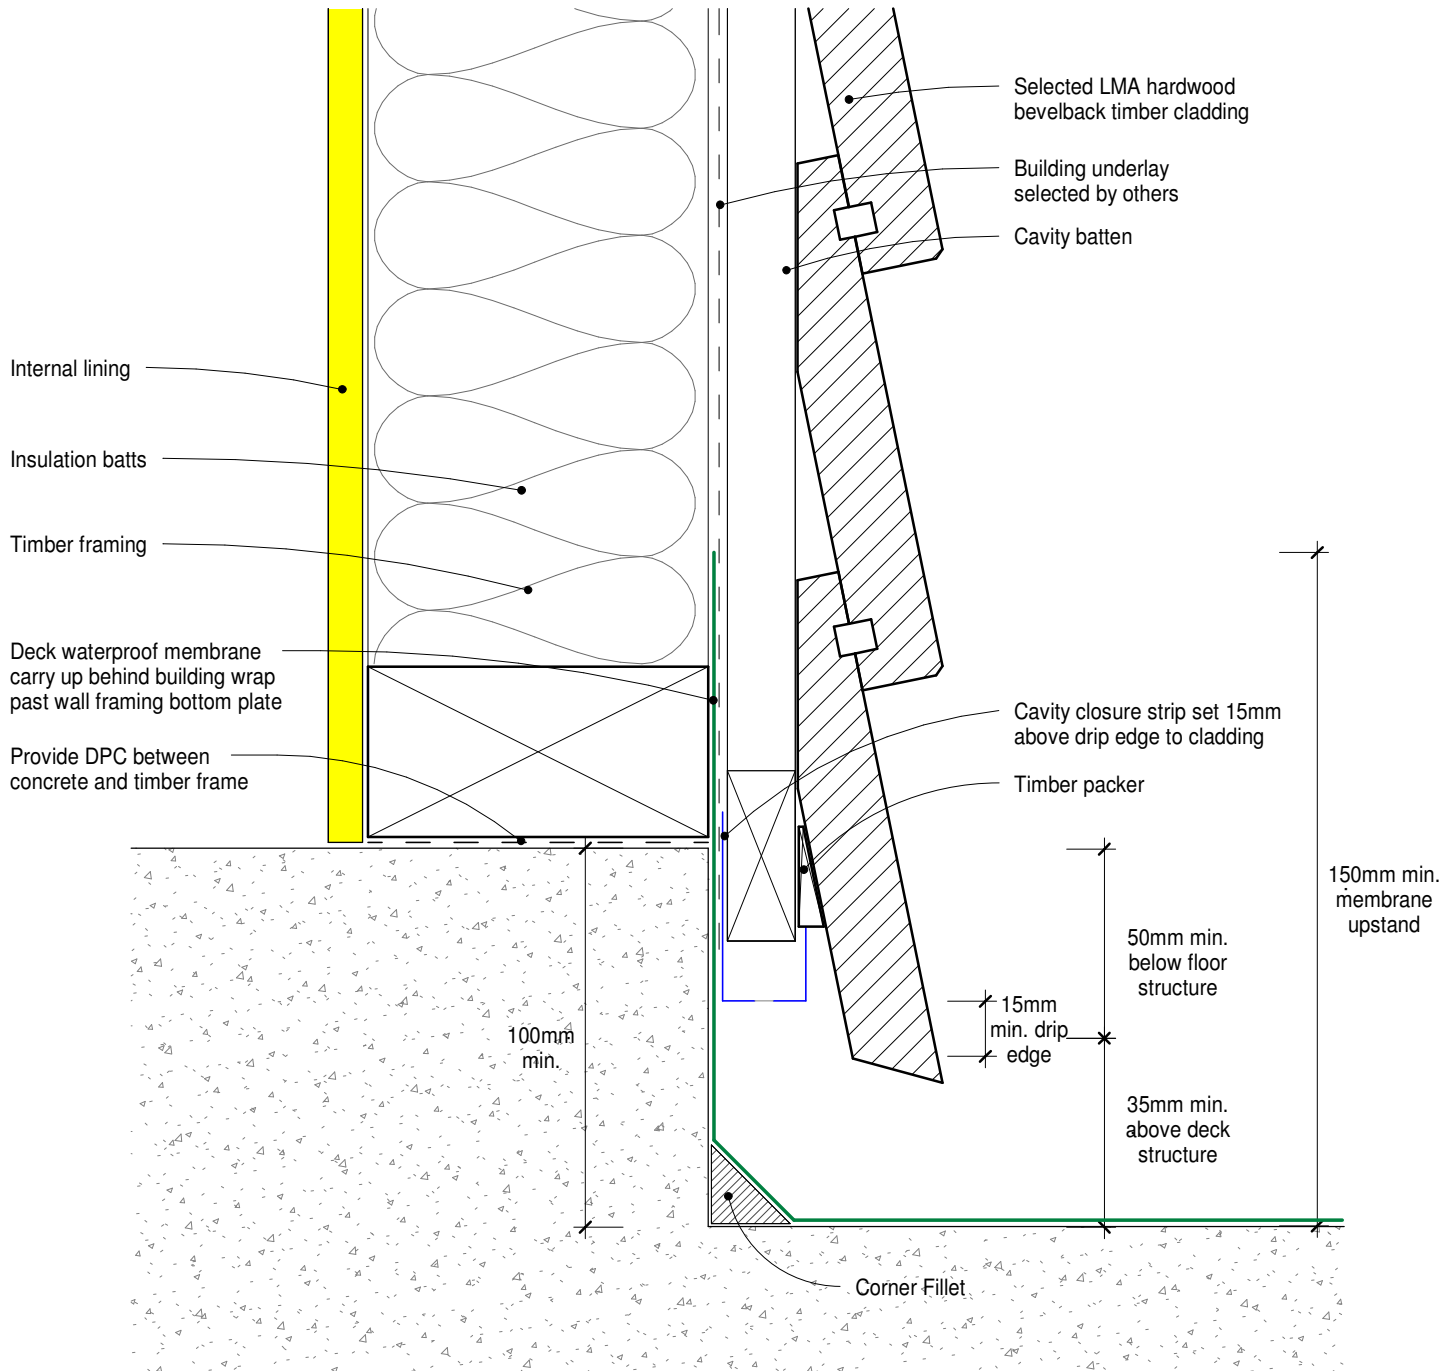 Selected LMA hardwood
bevelback timber cladding
Building underlay
selected by others
Cavity batten
Internal lining
Insulation batts
Timber framing
Deck waterproof membrane
carry up behind building wrap
past wall framing bottom plate
Provide DPC between
concrete and timber frame
Cavity closure strip set 15mm
above drip edge to cladding
Timber packer
150mm min.
membrane
upstand
50mm min.
below floor
structure
15mm
min. drip
edge
100mm
min.
35mm min.
above deck
structure
Corner Fillet